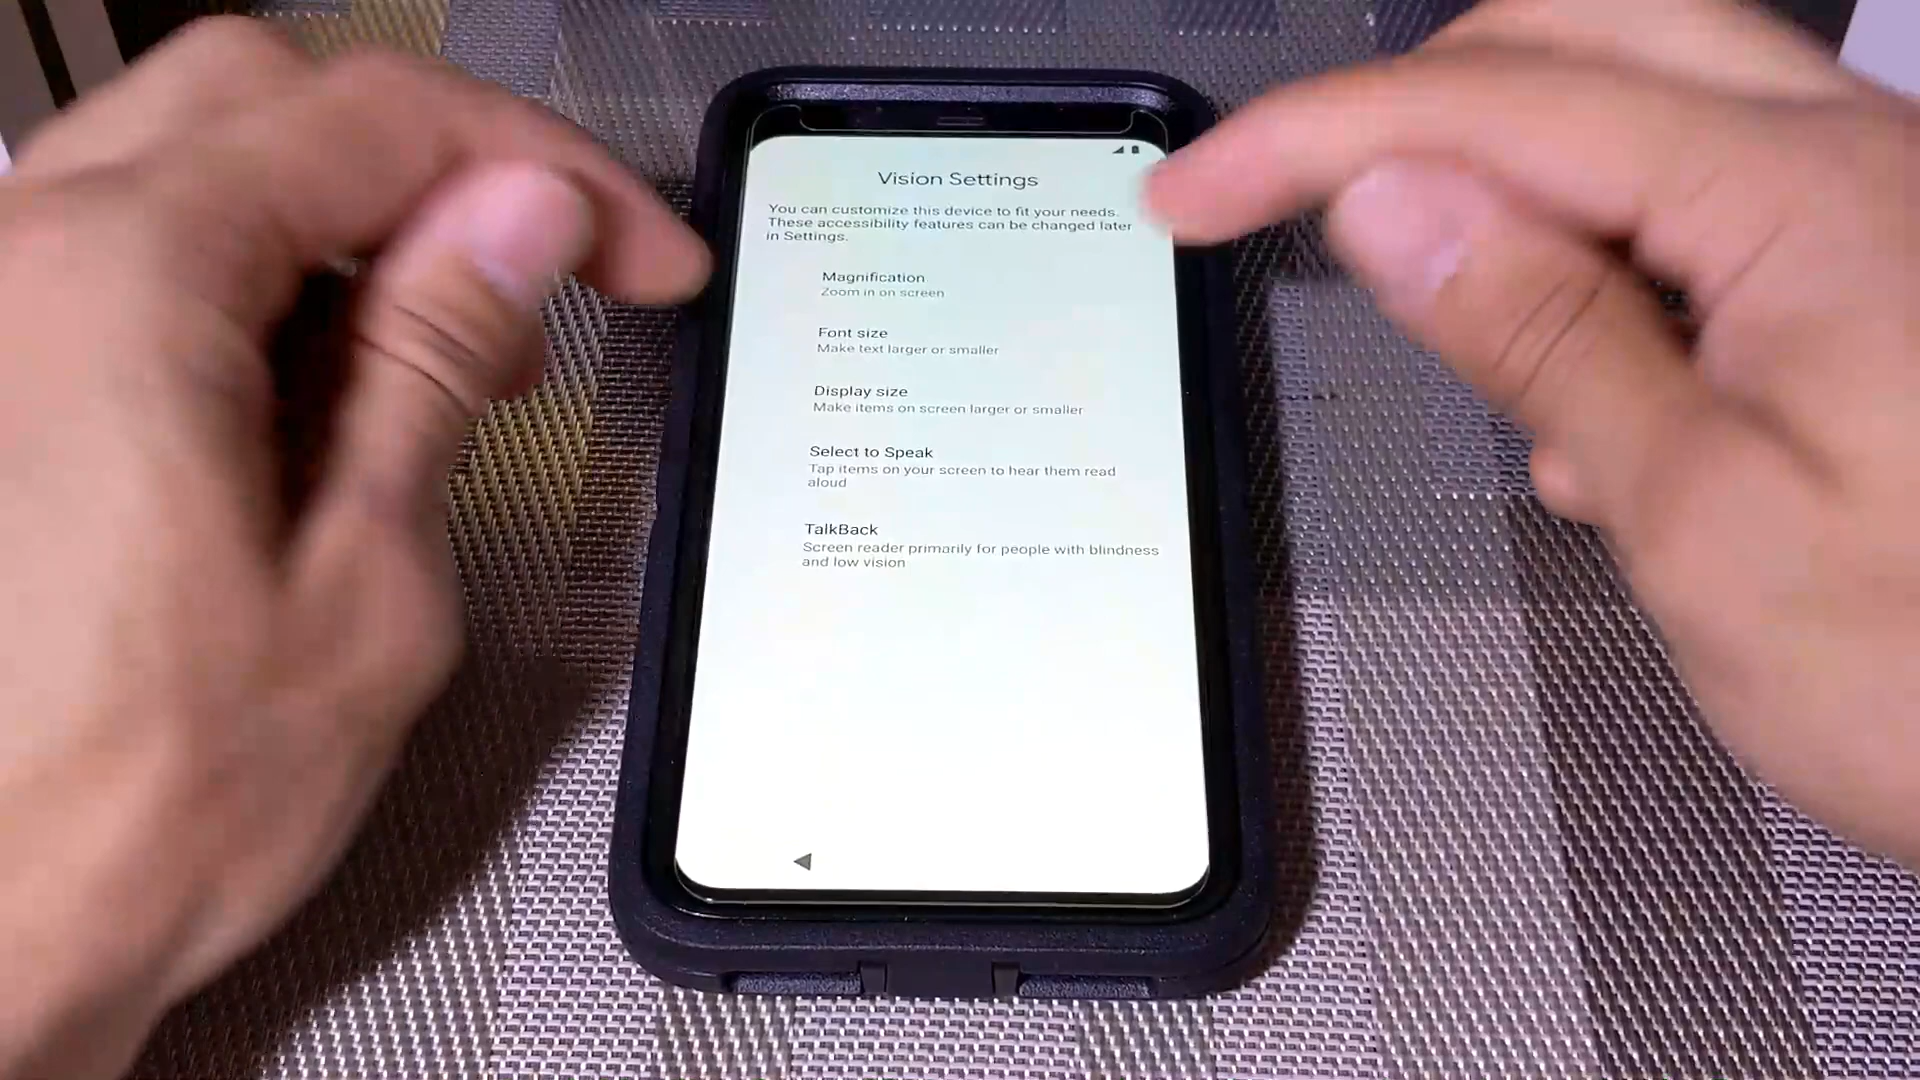 Vision Settings
You can customize this device to fit your needs.
These accessibility features can be changed later
in Settings.
Magnification
Zoom in on screen
Font size
Make text larger or smaller
Display size
Make items on screen larger or smaller
Select to Speak
Tap items on your screen to hear them read
aloud
TalkBack
Screen reader primarily for people with blindness
and low vision